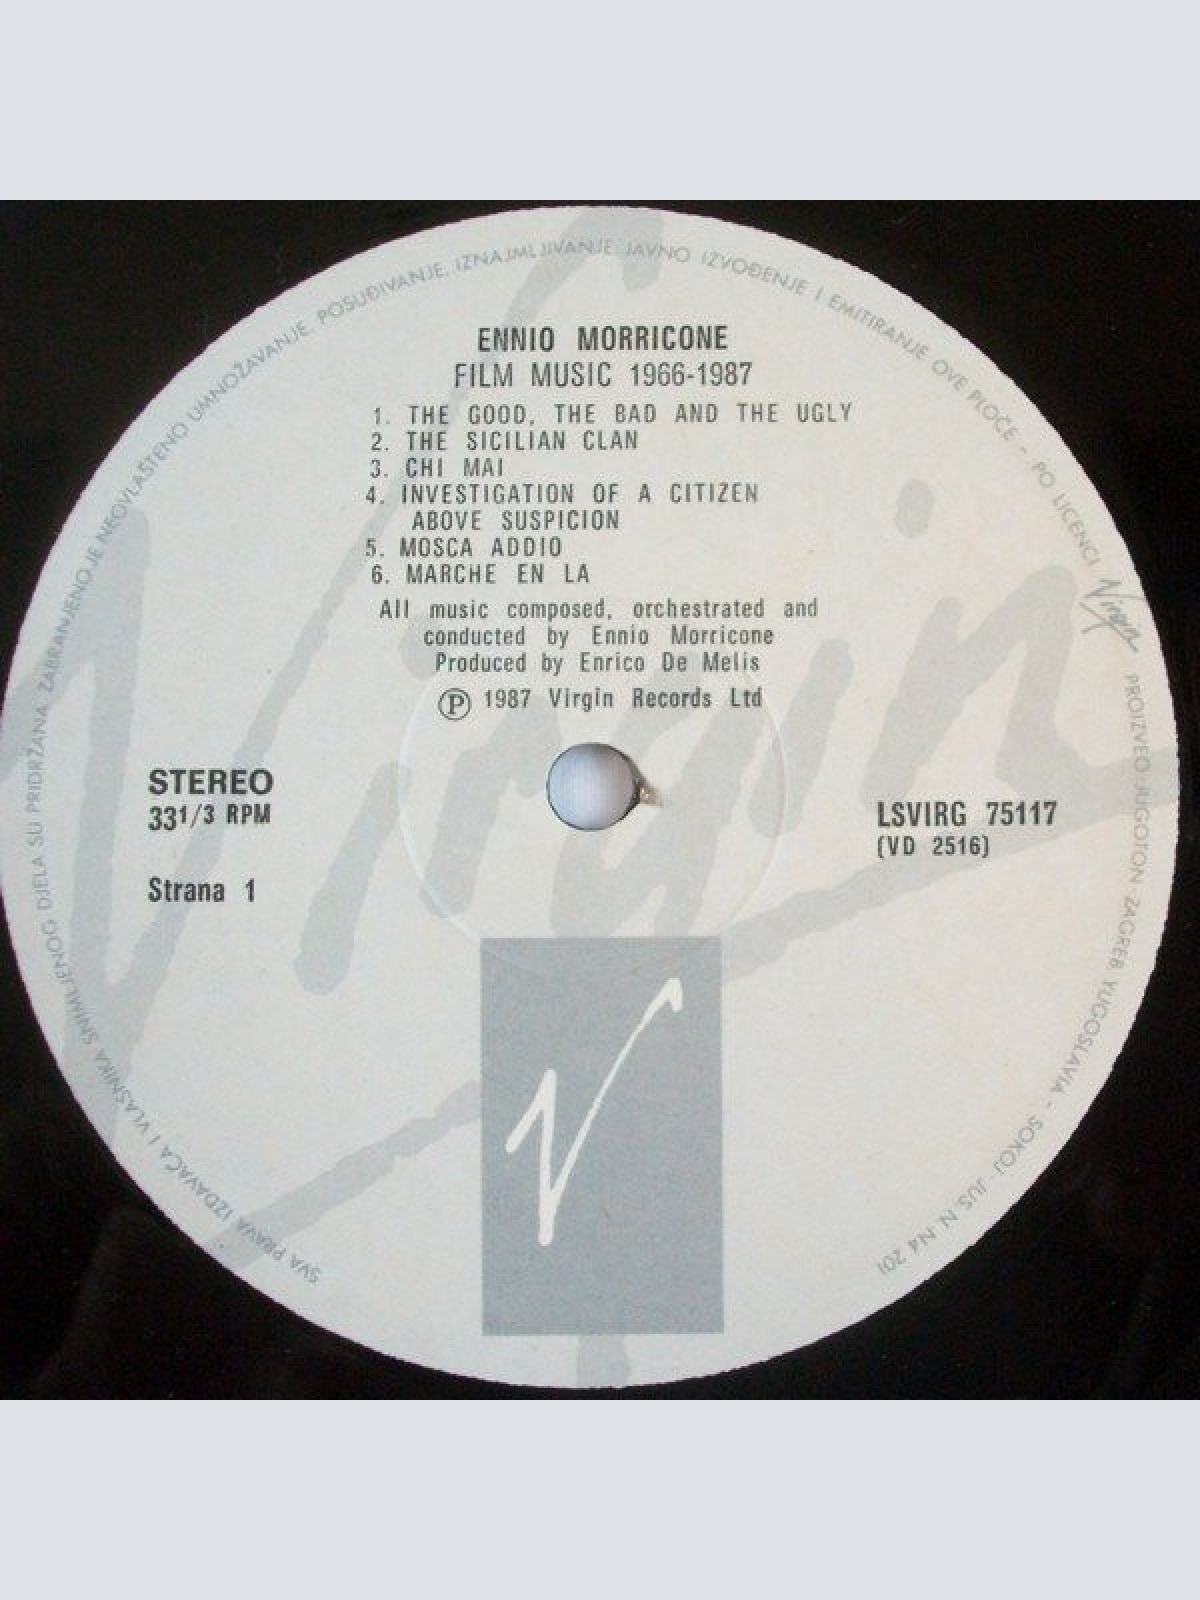 ENNIO MORRICONE
FILM MUSIC 1966-1987
1. THE GOOD, THE BAD AND THE UGLY
2. THE SICILIAN CLAN
3. CHI MAI
4. INVESTIGATION OF A CITIZEN
ABOVE SUSPICION
5. MOSCA ADDIO
6. MARCHE EN LA
All music composed, orchestrated and
conducted by Ennio Morricone
Produced by Enrico De Melis
Ⓟ 1987 Virgin Records Ltd
STEREO
33 1/3 RPM
Strana 1
LSVIRG 75117
(VD 2516)
Virgin
V
SVA PRAVA IZDAVAČA I VLASNIKA SNIMLJENOG DJELA SU PRIDRŽANA. ZABRANJENO JE NEOVLAŠTENO UMNOŽAVANJE, POSUĐIVANJE, IZNAJMLJIVANJE, JAVNO IZVOĐENJE I EMITIRANJE OVE PLOČE - PO LICENCI Virgin PROIZVEO JUGOTON ZAGREB YUGOSLAVIA - SOKOJ - JUS. N. N4 201